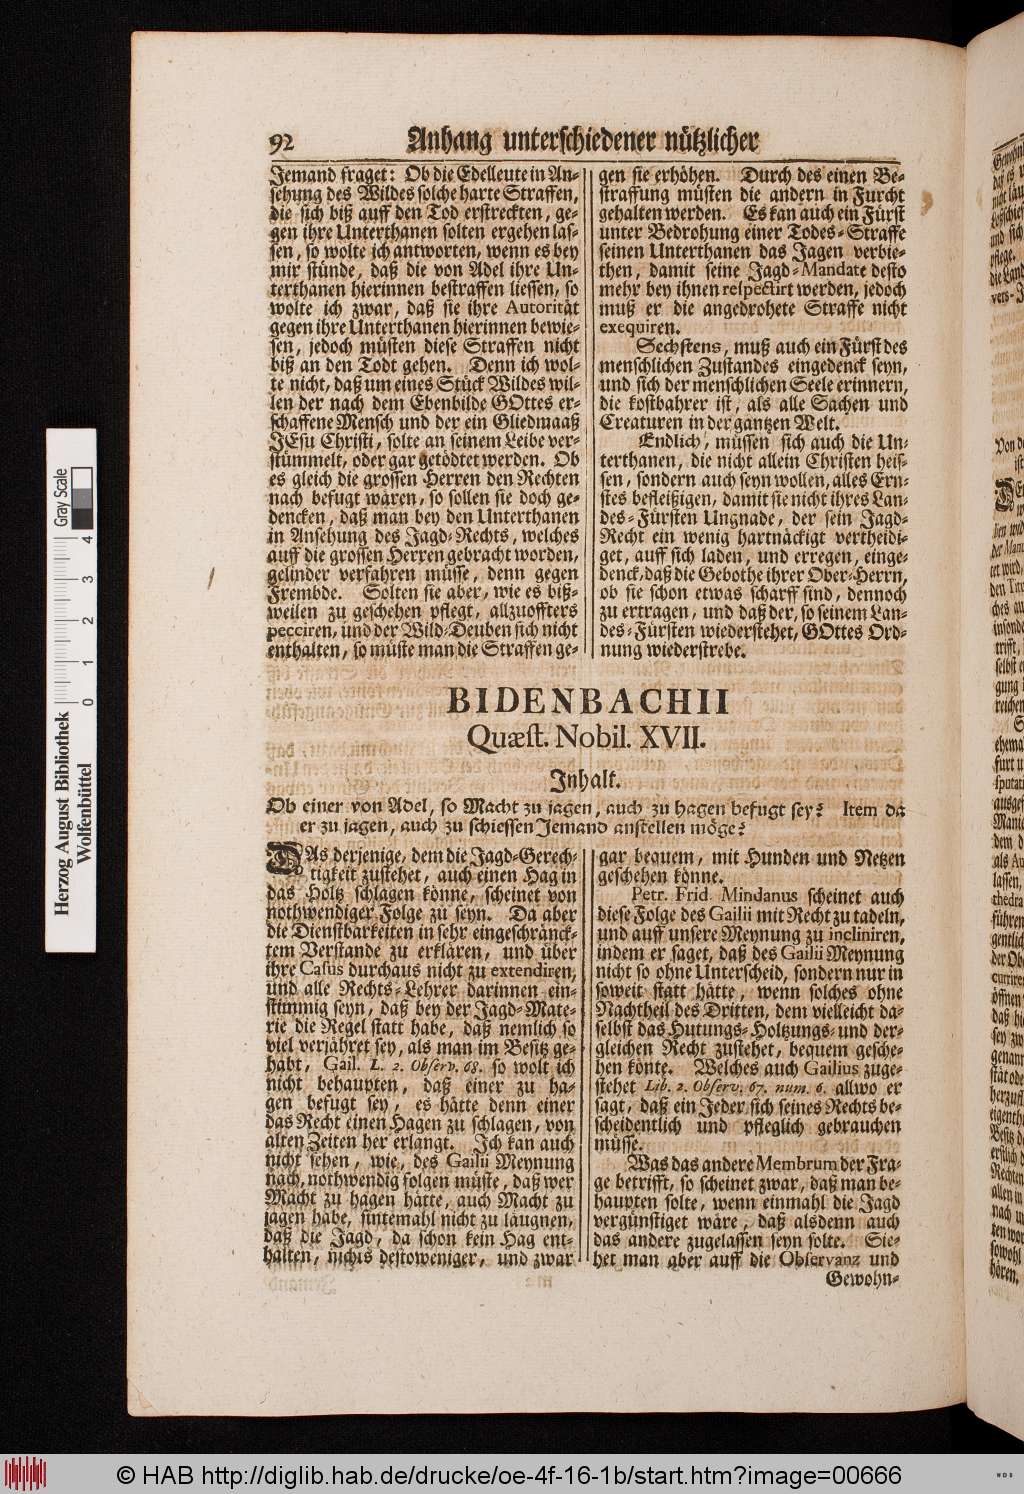 92
Anhang unterschiedener nützlicher
Jemand fraget: Ob die Edelleute in An-
sehung des Wildes solche harte Straffen,
die sich biß auff den Tod erstreckten, ge-
gen ihre Unterthanen solten ergehen las-
sen, so wolte ich antworten, wenn es bey
mir stünde, daß die von Adel ihre Un-
terthanen hierinnen bestraffen liessen, so
wolte ich zwar, daß sie ihre Autorität
gegen ihre Unterthanen hierinnen bewie-
sen, jedoch müsten diese Straffen nicht
biß an den Todt gehen. Denn ich wol-
te nicht, daß um eines Stück Wildes wil-
len der nach dem Ebenbilde GOttes er-
schaffene Mensch und der ein Gliedmaaß
JEsu Christi, solte an seinem Leibe ver-
stümmelt, oder gar getödtet werden. Ob
es gleich die grossen Herren den Rechten
nach befugt wären, so sollen sie doch ge-
dencken, daß man bey den Unterthanen
in Ansehung des Jagd-Rechts, welches
auff die grossen Herren gebracht worden,
gelinder verfahren müsse, denn gegen
Frembde. Solten sie aber, wie es biß-
weilen zu geschehen pflegt, allzuoffters
pecciren, und der Wild-Deuben sich nicht
enthalten, so müste man die Straffen ge-
gen sie erhöhen. Durch des einen Be-
straffung müsten die andern in Furcht
gehalten werden. Es kan auch ein Fürst
unter Bedrohung einer Todes-Straffe
seinen Unterthanen das Jagen verbie-
then, damit seine Jagd-Mandate desto
mehr bey ihnen respectirt werden, jedoch
muß er die angedrohete Straffe nicht
exequiren.
Sechstens, muß auch ein Fürst des
menschlichen Zustandes eingedenck seyn,
und sich der menschlichen Seele erinnern,
die kostbahrer ist, als alle Sachen und
Creaturen in der gantzen Welt.
Endlich, müssen sich auch die Un-
terthanen, die nicht allein Christen heis-
sen, sondern auch seyn wollen, alles Ern-
stes befleißigen, damit sie nicht ihres Lan-
des-Fürsten Ungnade, der sein Jagd-
Recht ein wenig hartnäckigt vertheidi-
get, auff sich laden, und erregen, einge-
denck, daß die Gebothe ihrer Ober-Herrn,
ob sie schon etwas scharff sind, dennoch
zu ertragen, und daß der, so seinem Lan-
des-Fürsten wiederstehet, GOttes Ord-
nung wiederstrebe.
BIDENBACHII
Quæst. Nobil. XVII.
Inhalt.
Ob einer von Adel, so Macht zu jagen, auch zu hagen befugt sey? Item da
er zu jagen, auch zu schiessen Jemand anstellen möge?
DAs derjenige, dem die Jagd-Gerech-
tigkeit zustehet, auch einen Hag in
das Holtz schlagen könne, scheinet von
nothwendiger Folge zu seyn. Da aber
die Dienstbarkeiten in sehr eingeschränck-
tem Verstande zu erklären, und über
ihre Casus durchaus nicht zu extendiren,
und alle Rechts-Lehrer darinnen ein-
stimmig seyn, daß bey der Jagd-Mate-
rie die Regel statt habe, daß nemlich so
viel verjähret sey, als man im Besitz ge-
habt, Gail. L. 2. Observ. 68. so wolt ich
nicht behaupten, daß einer zu ha-
gen befugt sey, es hätte denn einer
das Recht einen Hagen zu schlagen, von
alten Zeiten her erlangt. Ich kan auch
nicht sehen, wie, des Gailii Meynung
nach, nothwendig folgen müste, daß wer
Macht zu hagen hätte, auch Macht zu
jagen habe, sintemahl nicht zu läugnen,
daß die Jagd, da schon kein Hag ent-
halten, nichts destoweniger, und zwar
gar bequem, mit Hunden und Netzen
geschehen könne.
Petr. Frid. Mindanus scheinet auch
diese Folge des Gailii mit Recht zu tadeln,
und auff unsere Meynung zu incliniren,
indem er saget, daß des Gailii Meynung
nicht so ohne Unterscheid, sondern nur in
soweit statt hätte, wenn solches ohne
Nachtheil des Dritten, dem vielleicht da-
selbst das Hutungs-Holtzungs-und der-
gleichen Recht zustehet, bequem gesche-
hen könte. Welches auch Gailius zuge-
stehet Lib. 2. Observ. 67. num. 6. allwo er
sagt, daß ein Jeder sich seines Rechts be-
scheidentlich und pfleglich gebrauchen
müsse.
Was das andere Membrum der Fra-
ge betrifft, so scheinet zwar, daß man be-
haupten solte, wenn einmahl die Jagd
vergünstiget wäre, daß alsdenn auch
das andere zugelassen seyn solte. Sie-
het man aber auff die Observanz und
Gewohn-
Herzog August Bibliothek
Wolfenbüttel
0 1 2 3 4
Gray Scale
© HAB http://diglib.hab.de/drucke/oe-4f-16-1b/start.htm?image=00666